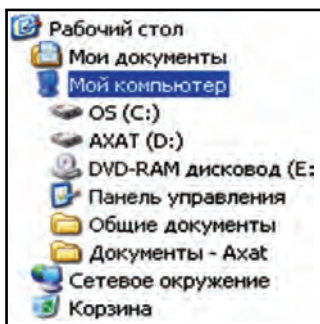 Рабочий стол
Мои документы
Мой компьютер
OS (C:)
AXAT (D:)
DVD-RAM дисковод (E:
Панель управления
Общие документы
Документы - Axat
Сетевое окружение
Корзина